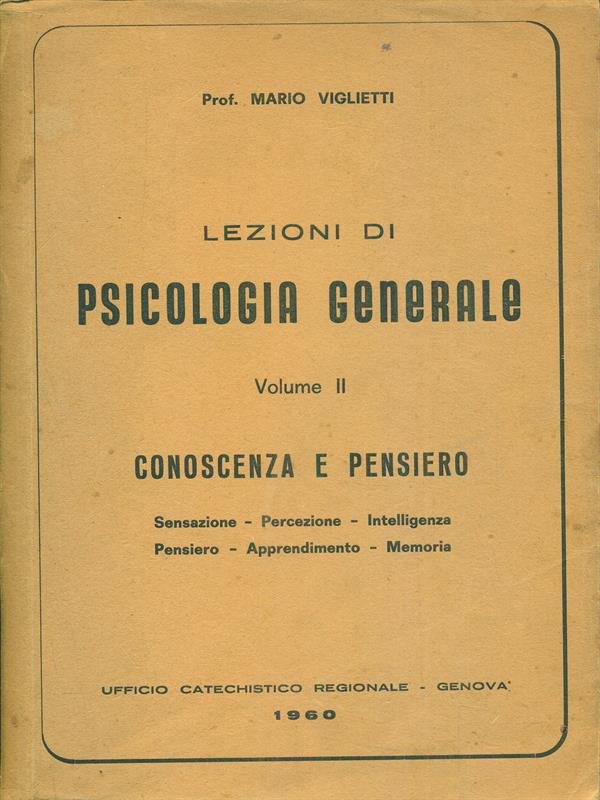 Prof. MARIO VIGLIETTI
LEZIONI DI
PSICOLOGIA GENERALE
Volume II
CONOSCENZA E PENSIERO
Sensazione - Percezione - Intelligenza
Pensiero - Apprendimento - Memoria
UFFICIO CATECHISTICO REGIONALE - GENOVA
1960